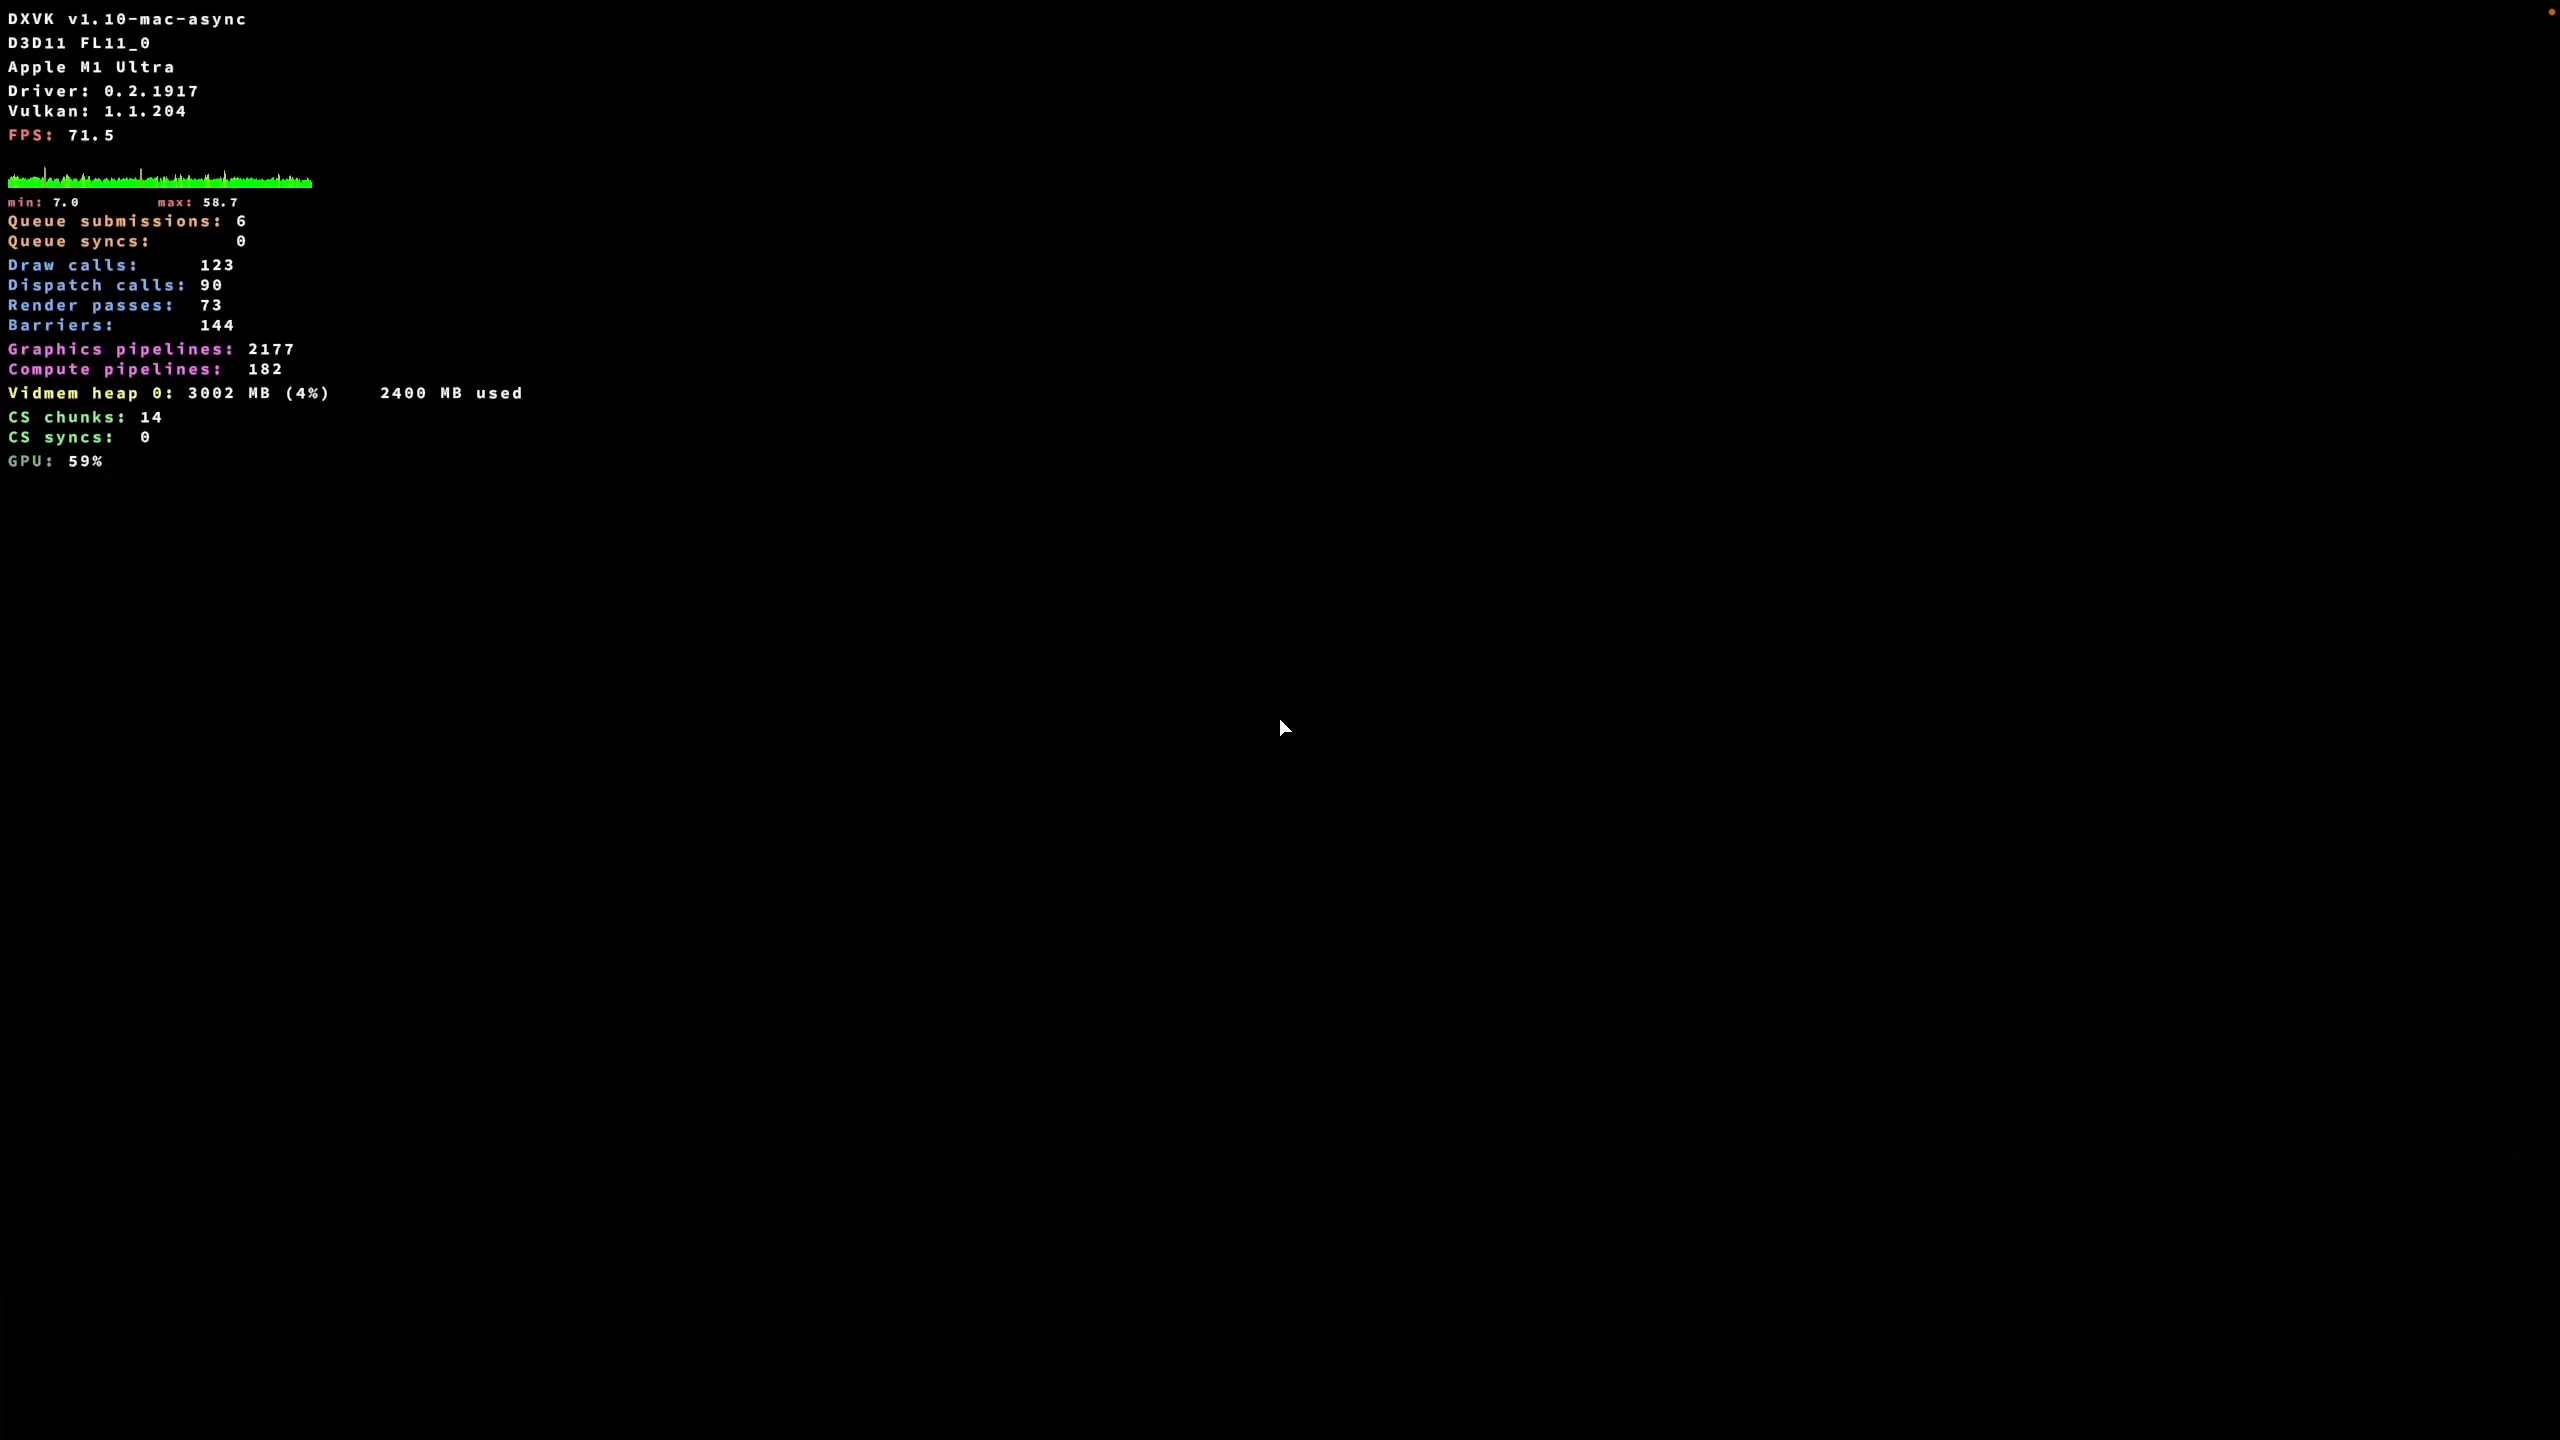 DXVK v1.10-mac-async
D3D11 FL11_0
Apple M1 Ultra
Driver: 0.2.1917
Vulkan: 1.1.204
FPS: 71.5
min: 7.0 max: 58.7
Queue submissions: 6
Queue syncs: 0
Draw calls: 123
Dispatch calls: 90
Render passes: 73
Barriers: 144
Graphics pipelines: 2177
Compute pipelines: 182
Vidmem heap 0: 3002 MB (4%) 2400 MB used
CS chunks: 14
CS syncs: 0
GPU: 59%